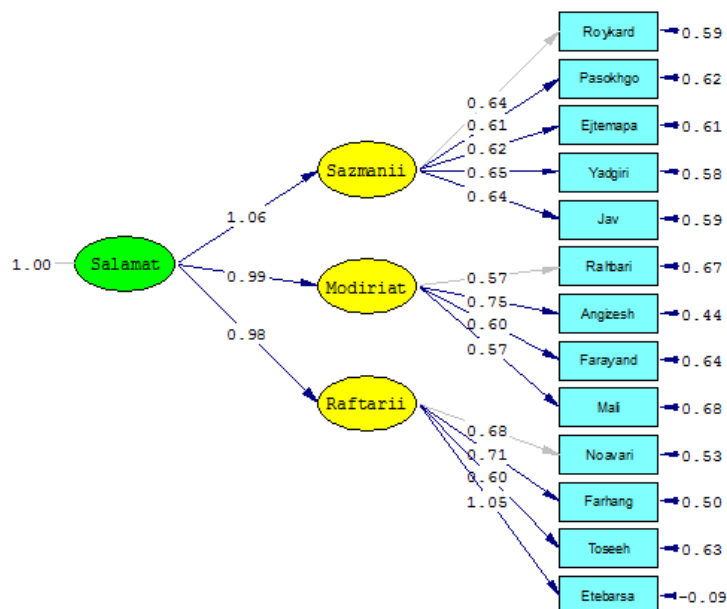 Roykard
0.59
Pasokhgo
0.62
0.64
0.61
Ejtemapa
0.61
0.62
Sazmanii
0.65
Yadgiri
0.58
0.64
Jav
0.59
1.06
1.00
Salamat
Rahbari
0.67
0.57
0.99
Modiriat
0.75
Angizesh
0.44
0.60
0.57
Farayand
0.64
0.98
Raftarii
Mali
0.68
0.68
Noavari
0.53
0.71
0.60
Farhang
0.50
1.05
Toseeh
0.63
Etebarsa
-0.09